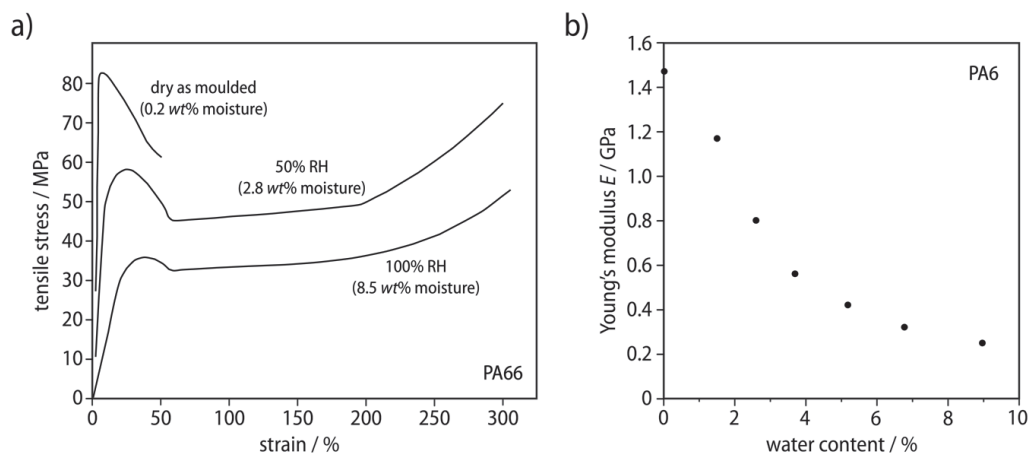 a)
tensile stress / MPa
80
70
60
50
40
30
20
10
0
dry as moulded
(0.2 wt% moisture)
50% RH
(2.8 wt% moisture)
100% RH
(8.5 wt% moisture)
PA66
0 50 100 150 200 250 300
strain / %
b)
Young's modulus E / GPa
1.6
1.4
1.2
1.0
0.8
0.6
0.4
0.2
0
PA6
0 2 4 6 8 10
water content / %